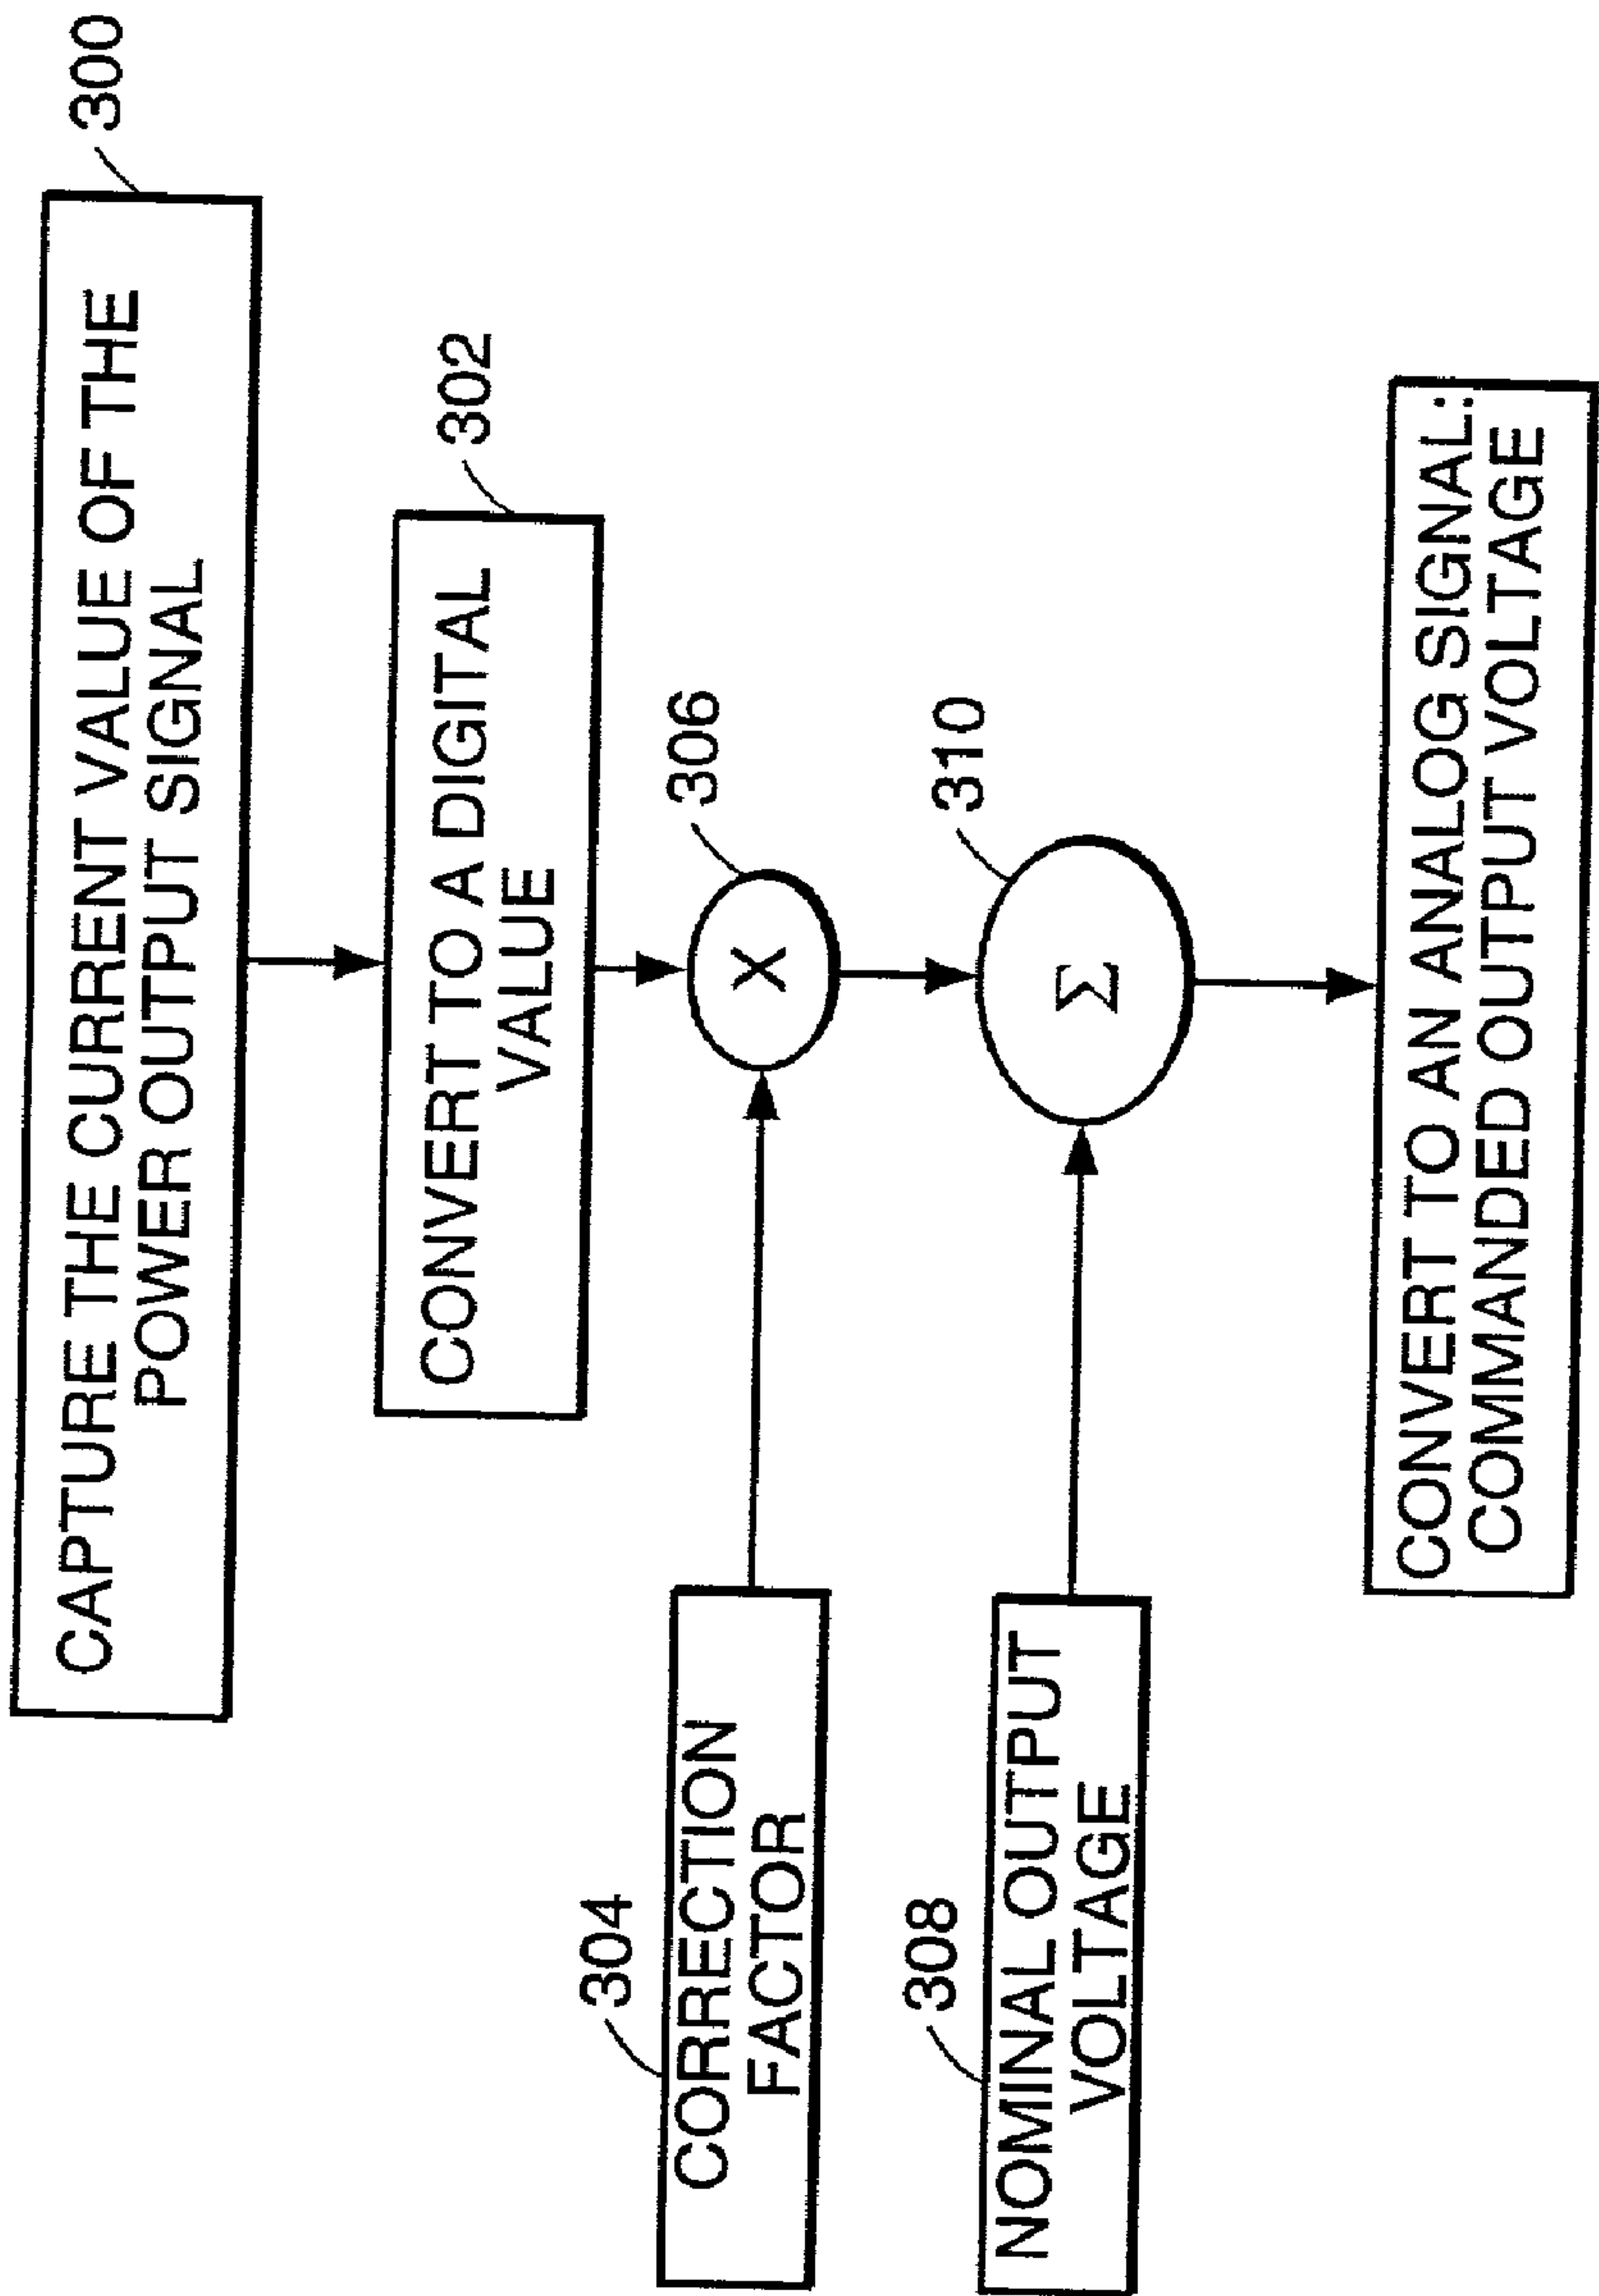 300
CAPTURE THE CURRENT VALUE OF THE
POWER OUTPUT SIGNAL
302
CONVERT TO A DIGITAL
VALUE
304
CORRECTION
FACTOR
306
X
308
NOMINAL OUTPUT
VOLTAGE
310
Σ
CONVERT TO AN ANALOG SIGNAL:
COMMANDED OUTPUT VOLTAGE